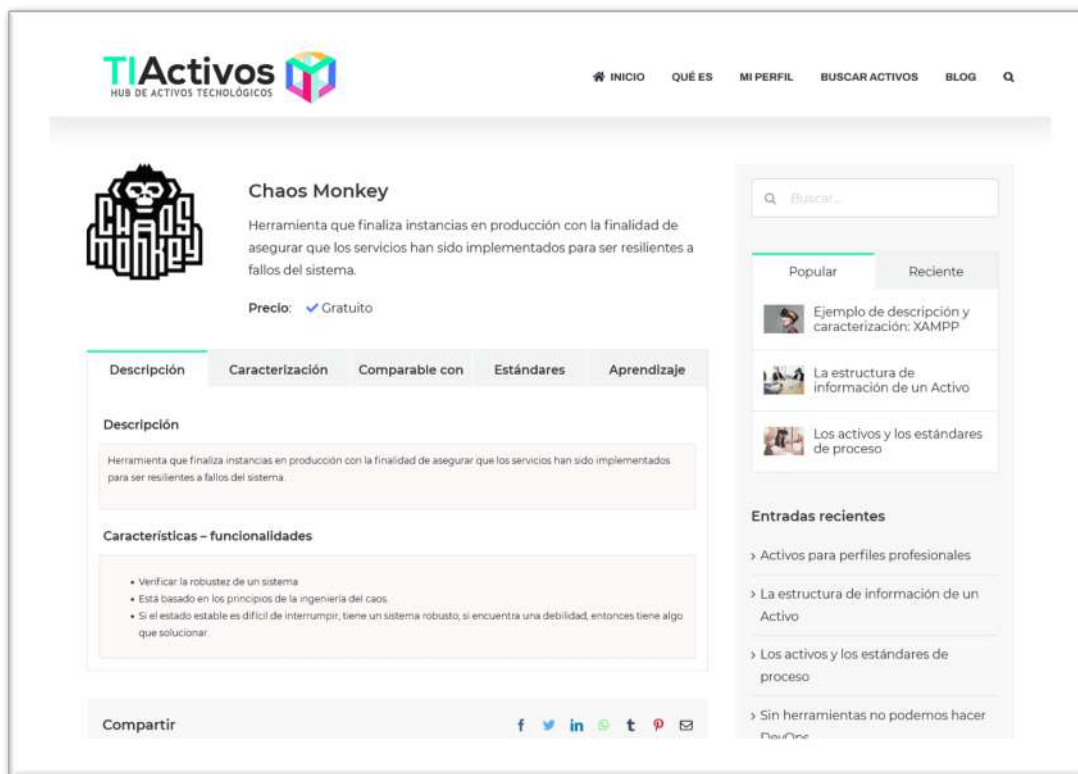 TIActivos
HUB DE ACTIVOS TECNOLÓGICOS
INICIO QUÉ ES MI PERFIL BUSCAR ACTIVOS BLOG
CHAOS
MONKEY
Chaos Monkey
Herramienta que finaliza instancias en producción con la finalidad de
asegurar que los servicios han sido implementados para ser resilientes a
fallos del sistema.
Precio: Gratuito
Descripción Caracterización Comparable con Estándares Aprendizaje
Descripción
Herramienta que finaliza instancias en producción con la finalidad de asegurar que los servicios han sido implementados
para ser resilientes a fallos del sistema.
Características – funcionalidades
• Verificar la robustez de un sistema
• Está basado en los principios de la ingeniería del caos.
• Si el estado estable es difícil de interrumpir, tiene un sistema robusto; si encuentra una debilidad, entonces tiene algo
que solucionar.
Compartir
Buscar...
Popular Reciente
Ejemplo de descripción y
caracterización: XAMPP
La estructura de
información de un Activo
Los activos y los estándares
de proceso
Entradas recientes
> Activos para perfiles profesionales
> La estructura de información de un
Activo
> Los activos y los estándares de
proceso
> Sin herramientas no podemos hacer
DevOps